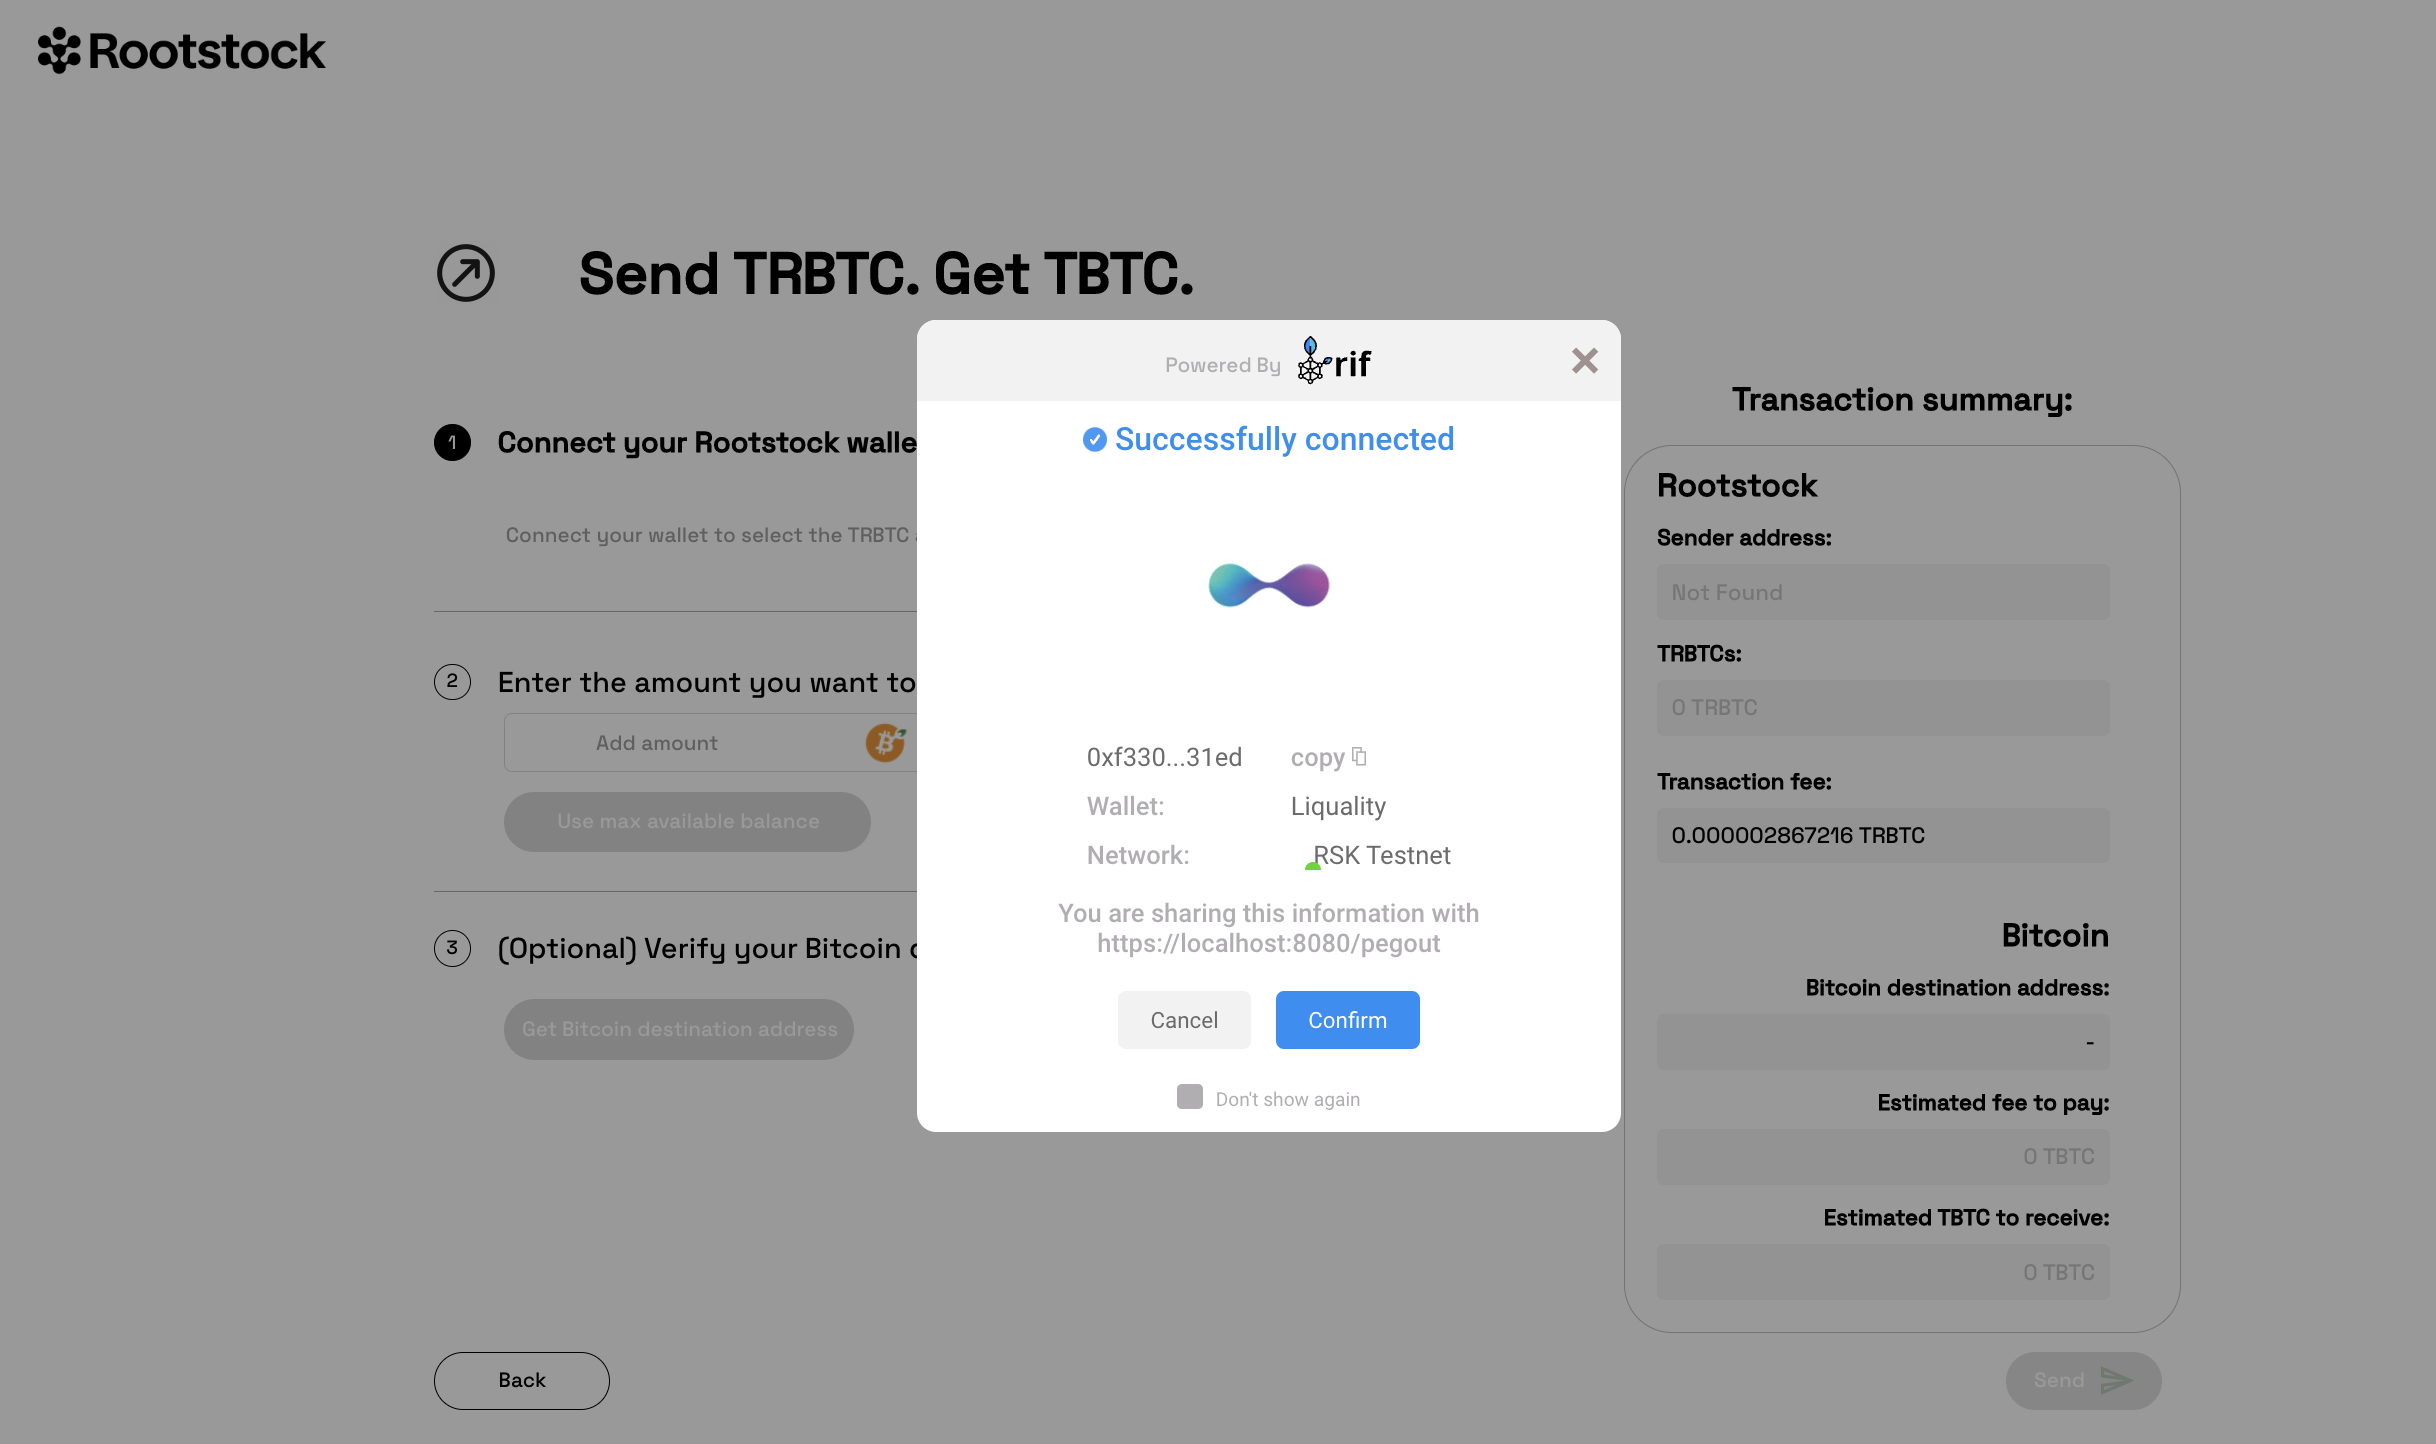 Rootstock
Send TRBTC. Get TBTC.
Powered By rif
Successfully connected
0xf330...31ed copy
Wallet: Liquality
Network: RSK Testnet
You are sharing this information with
https://localhost:8080/pegout
Cancel Confirm
Don't show again
1 Connect your Rootstock walle
Connect your wallet to select the TRBTC
2 Enter the amount you want to
Add amount
Use max available balance
3 (Optional) Verify your Bitcoin
Get Bitcoin destination address
Transaction summary:
Rootstock
Sender address:
Not Found
TRBTCs:
0 TRBTC
Transaction fee:
0.000002867216 TRBTC
Bitcoin
Bitcoin destination address:
-
Estimated fee to pay:
0 TBTC
Estimated TBTC to receive:
0 TBTC
Back
Send